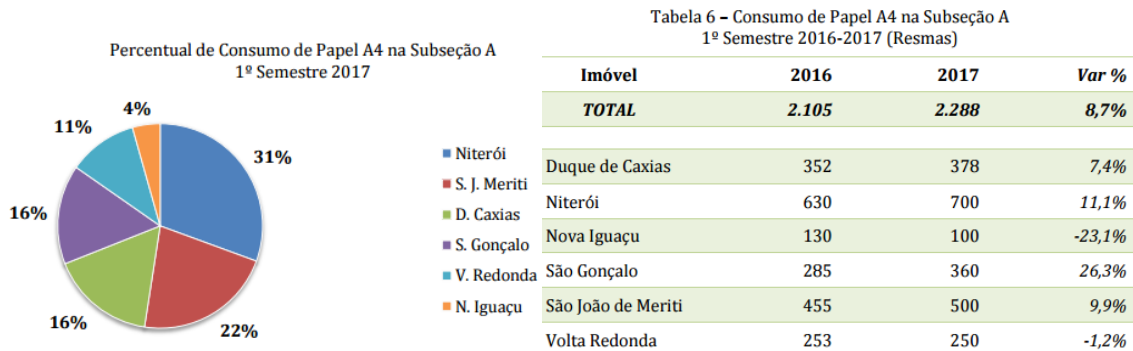 Percentual de Consumo de Papel A4 na Subseção A
1º Semestre 2017
4%
11%
31%
16%
16%
22%
Niterói
S. J. Meriti
D. Caxias
S. Gonçalo
V. Redonda
N. Iguaçu
Tabela 6 – Consumo de Papel A4 na Subseção A
1º Semestre 2016-2017 (Resmas)
Imóvel 2016 2017 Var %
TOTAL 2.105 2.288 8,7%
Duque de Caxias 352 378 7,4%
Niterói 630 700 11,1%
Nova Iguaçu 130 100 -23,1%
São Gonçalo 285 360 26,3%
São João de Meriti 455 500 9,9%
Volta Redonda 253 250 -1,2%